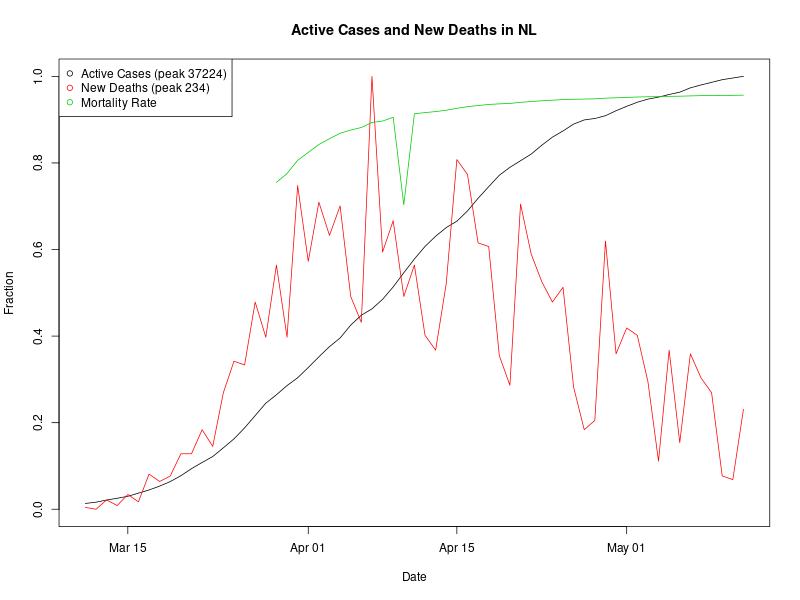 Active Cases and New Deaths in NL
Active Cases (peak 37224)
New Deaths (peak 234)
Mortality Rate
1.0
0.8
0.6
0.4
0.2
0.0
Fraction
Mar 15
Apr 01
Apr 15
May 01
Date